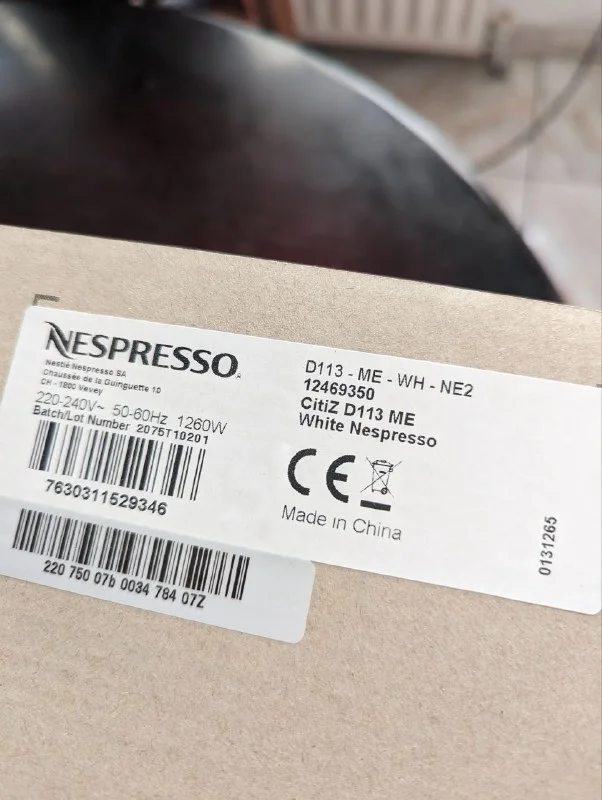 NESPRESSO
Nestlé Nespresso SA
Chaussée de la Guinguette 10
CH - 1800 Vevey
220-240V~ 50-60Hz 1260W
Batch/Lot Number 2075T10201
7630311529346
220 750 07b 0034 784 07Z
D113 - ME - WH - NE2
12469350
CitiZ D113 ME
White Nespresso
CE
Made in China
0131265